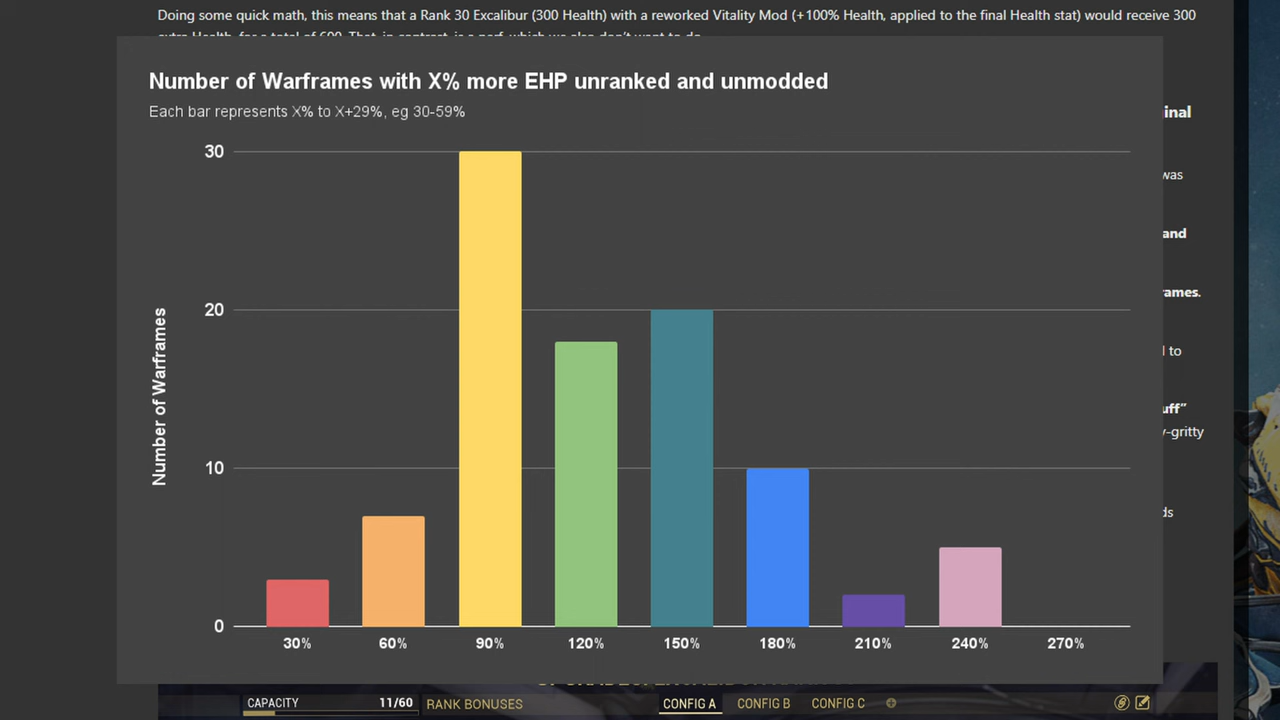 Doing some quick math, this means that a Rank 30 Excalibur (300 Health) with a reworked Vitality Mod (+100% Health, applied to the final Health stat) would receive 300
Number of Warframes with X% more EHP unranked and unmodded
Each bar represents X% to X+29%, eg 30-59%
inal
was
and
rames.
to
uff”
y-gritty
ds
Number of Warframes
30
20
10
0
30%
60%
90%
120%
150%
180%
210%
240%
270%
CAPACITY
11/60
RANK BONUSES
CONFIG A
CONFIG B
CONFIG C